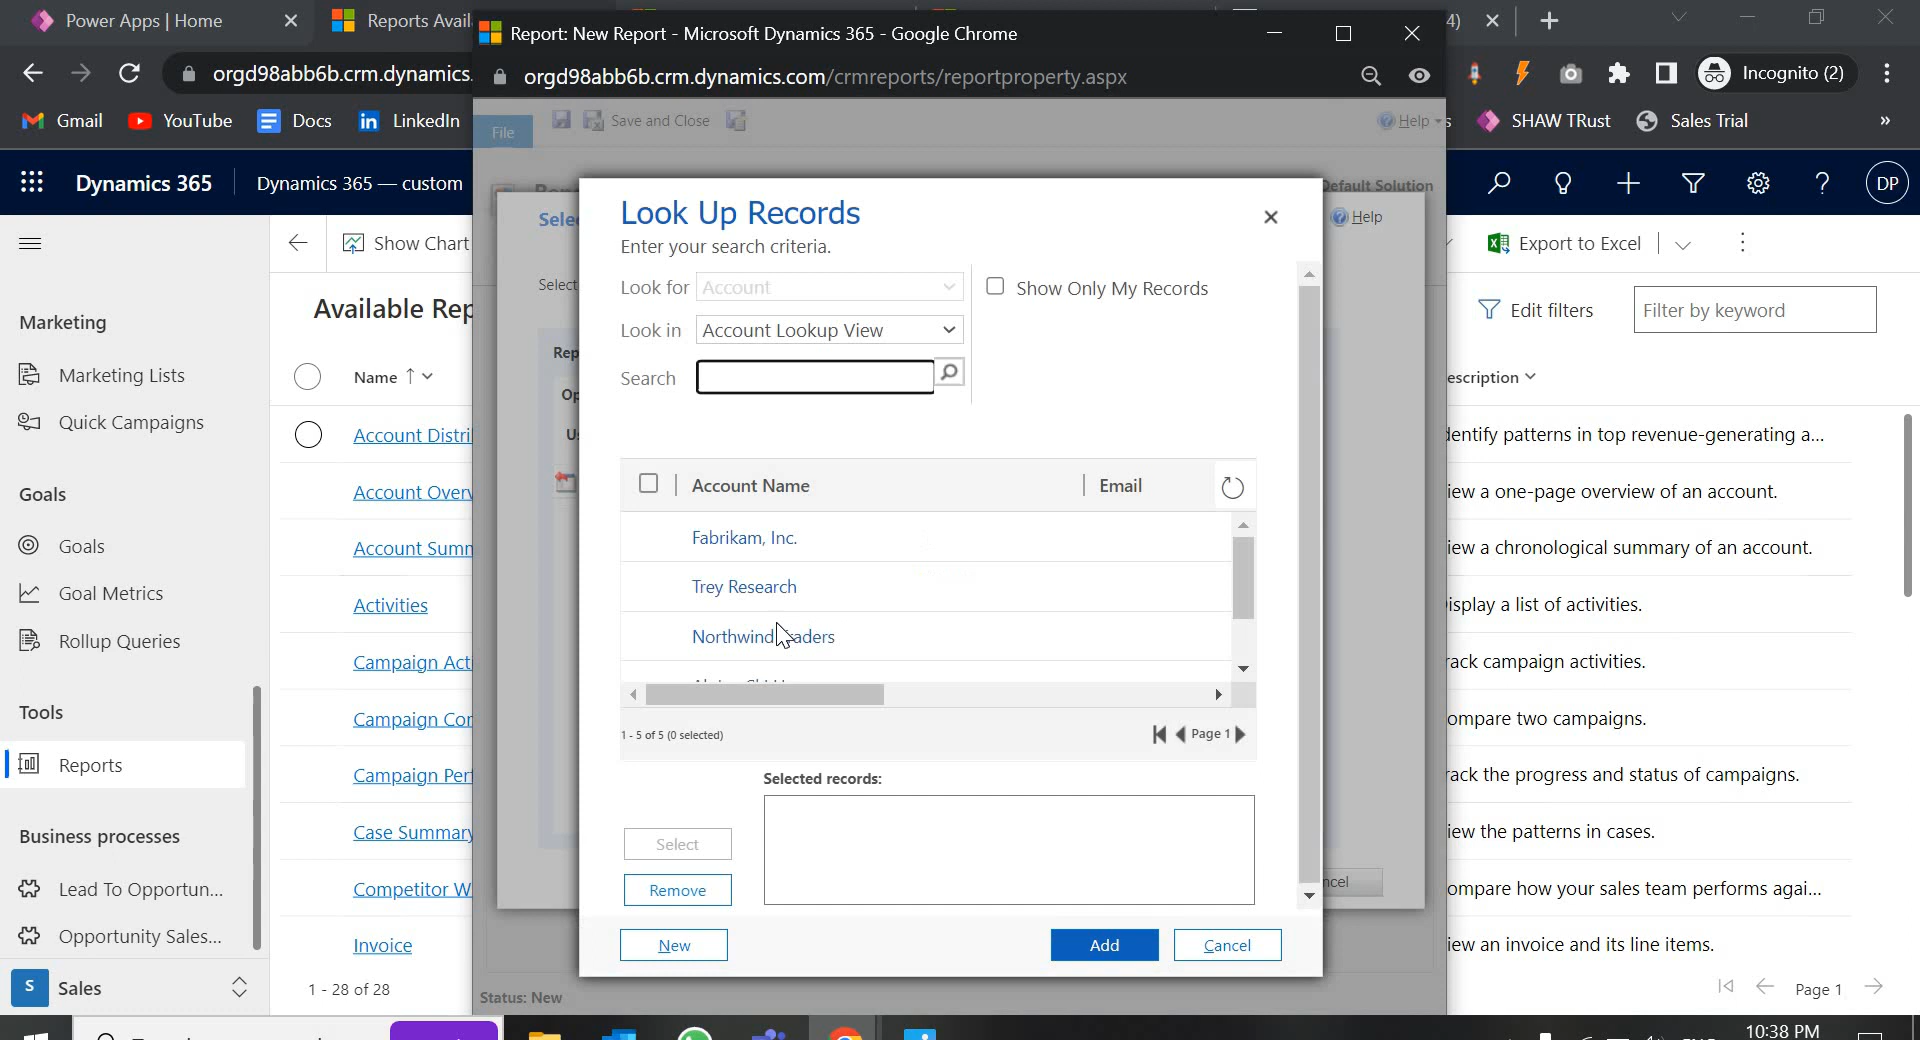 Power Apps | Home
Reports Avail
Report: New Report - Microsoft Dynamics 365 - Google Chrome
4)
orgd98abb6b.crm.dynamics.
orgd98abb6b.crm.dynamics.com/crmreports/reportproperty.aspx
Incognito (2)
Gmail
YouTube
Docs
LinkedIn
File
Save and Close
Help
SHAW TRust
Sales Trial
»
Dynamics 365
Dynamics 365 — custom
Default Solution
DP
Show Chart
Look Up Records
Help
Export to Excel
Enter your search criteria.
Select
Look for
Account
Show Only My Records
Marketing
Available Rep
Look in
Account Lookup View
Edit filters
Filter by keyword
Marketing Lists
Name
Search
escription
Quick Campaigns
Account Distri
dentify patterns in top revenue-generating a...
Goals
Account Overv
Account Name
Email
iew a one-page overview of an account.
Goals
Account Summ
Fabrikam, Inc.
iew a chronological summary of an account.
Goal Metrics
Activities
Trey Research
isplay a list of activities.
Rollup Queries
Campaign Acti
Northwind Traders
rack campaign activities.
Tools
Campaign Con
1 - 5 of 5 (0 selected)
Page 1
ompare two campaigns.
Reports
Campaign Perf
Selected records:
rack the progress and status of campaigns.
Business processes
Case Summary
Select
iew the patterns in cases.
Lead To Opportun...
Competitor W
Remove
ncel
ompare how your sales team performs agai...
Opportunity Sales...
Invoice
New
Add
Cancel
iew an invoice and its line items.
S
Sales
1 - 28 of 28
Status: New
Page 1
10:38 PM